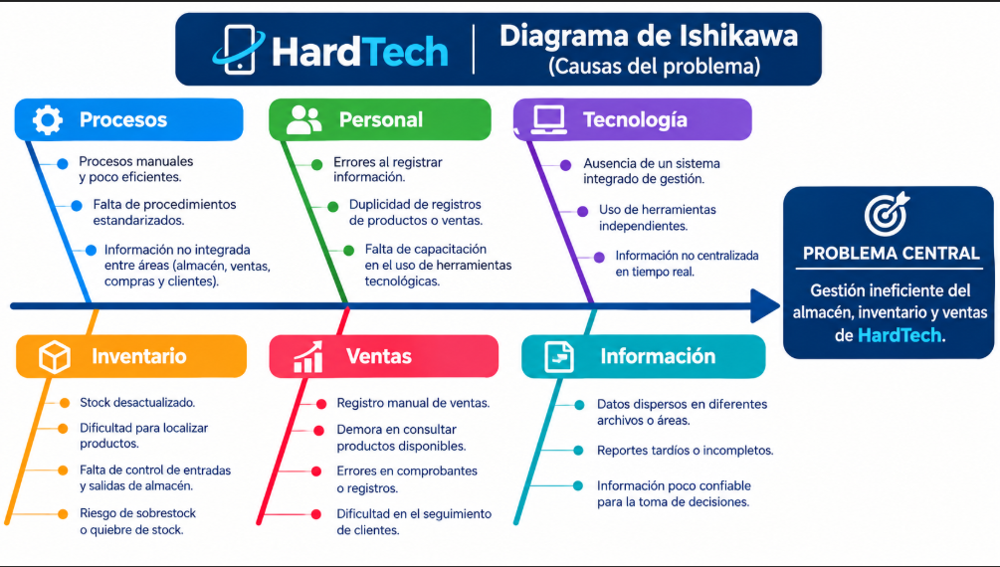 HardTech
Diagrama de Ishikawa
(Causas del problema)
Procesos
Procesos manuales
y poco eficientes.
Falta de procedimientos
estandarizados.
Información no integrada
entre áreas (almacén, ventas,
compras y clientes).
Personal
Errores al registrar
información.
Duplicidad de registros
de productos o ventas.
Falta de capacitación
en el uso de herramientas
tecnológicas.
Tecnología
Ausencia de un sistema
integrado de gestión.
Uso de herramientas
independientes.
Información no centralizada
en tiempo real.
PROBLEMA CENTRAL
Gestión ineficiente del
almacén, inventario y ventas
de HardTech.
Inventario
Stock desactualizado.
Dificultad para localizar
productos.
Falta de control de entradas
y salidas de almacén.
Riesgo de sobrestock
o quiebre de stock.
Ventas
Registro manual de ventas.
Demora en consultar
productos disponibles.
Errores en comprobantes
o registros.
Dificultad en el seguimiento
de clientes.
Información
Datos dispersos en diferentes
archivos o áreas.
Reportes tardíos o incompletos.
Información poco confiable
para la toma de decisiones.